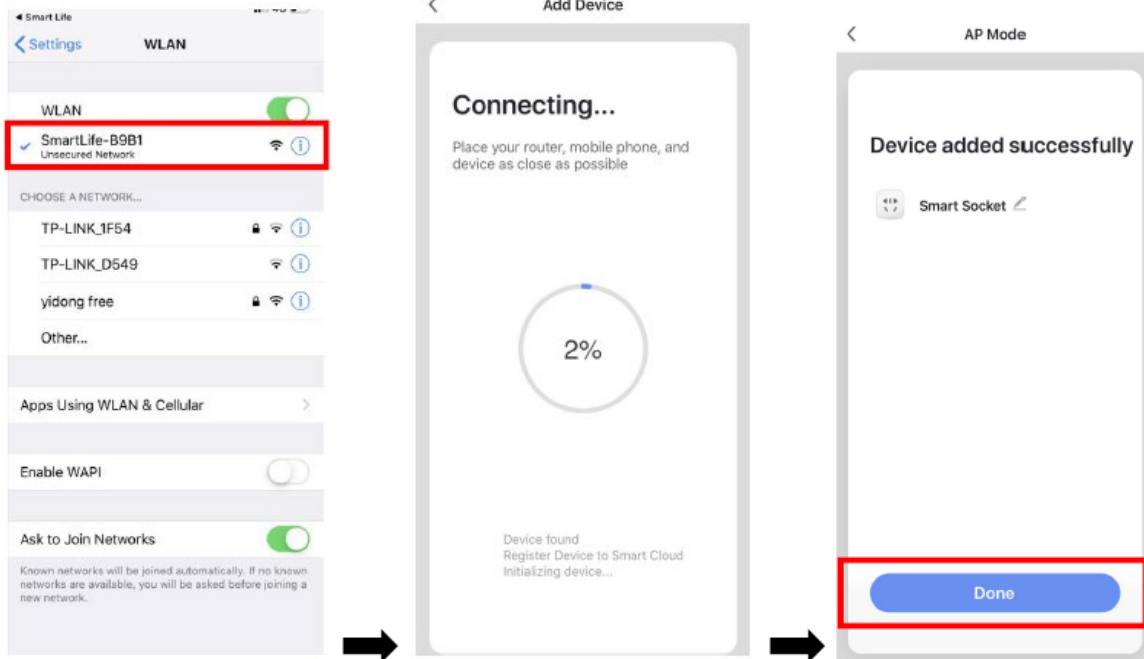 Smart Life
Settings
WLAN
WLAN
SmartLife-B9B1
Unsecured Network
CHOOSE A NETWORK...
TP-LINK_1F54
TP-LINK_D549
yidong free
Other...
Apps Using WLAN & Cellular
Enable WAPI
Ask to Join Networks
Known networks will be joined automatically. If no known
networks are available, you will be asked before joining a
new network.
Add Device
Connecting...
Place your router, mobile phone, and
device as close as possible
2%
Device found
Register Device to Smart Cloud
Initializing device...
AP Mode
Device added successfully
Smart Socket
Done